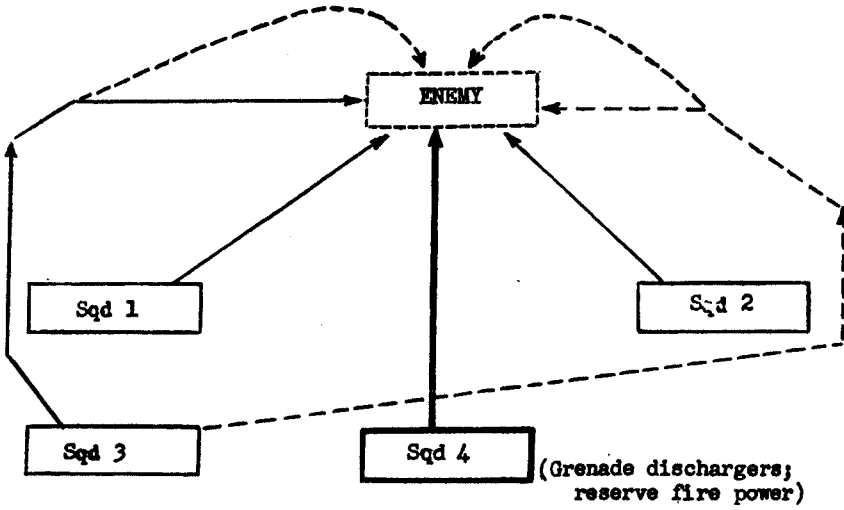 ENEMY
Sqd 1
Sqd 2
Sqd 3
Sqd 4
(Grenade dischargers;
reserve fire power)